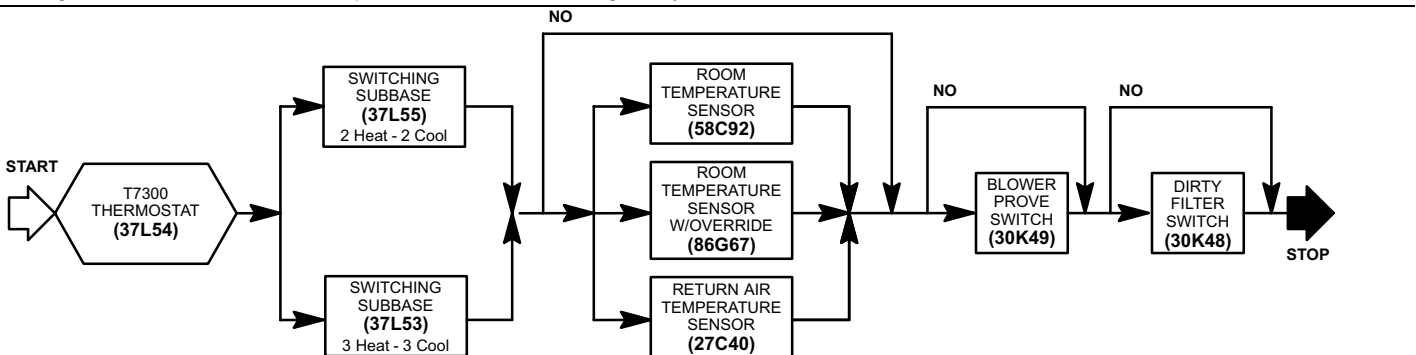 NO
START
T7300
THERMOSTAT
(37L54)
SWITCHING
SUBBASE
(37L55)
2 Heat - 2 Cool
SWITCHING
SUBBASE
(37L53)
3 Heat - 3 Cool
ROOM
TEMPERATURE
SENSOR
(58C92)
ROOM
TEMPERATURE
SENSOR
W/OVERRIDE
(86G67)
RETURN AIR
TEMPERATURE
SENSOR
(27C40)
NO
BLOWER
PROVE
SWITCH
(30K49)
NO
DIRTY
FILTER
SWITCH
(30K48)
STOP